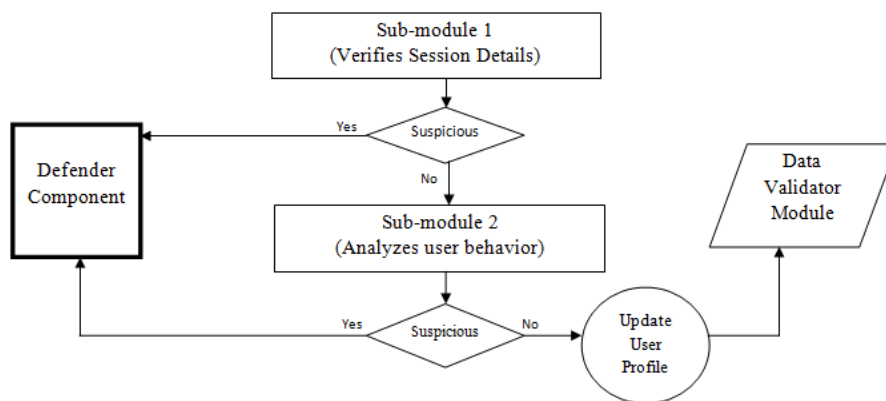 Sub-module 1
(Verifies Session Details)
Suspicious
Yes
No
Defender
Component
Sub-module 2
(Analyzes user behavior)
Data
Validator
Module
Suspicious
Yes
No
Update
User
Profile